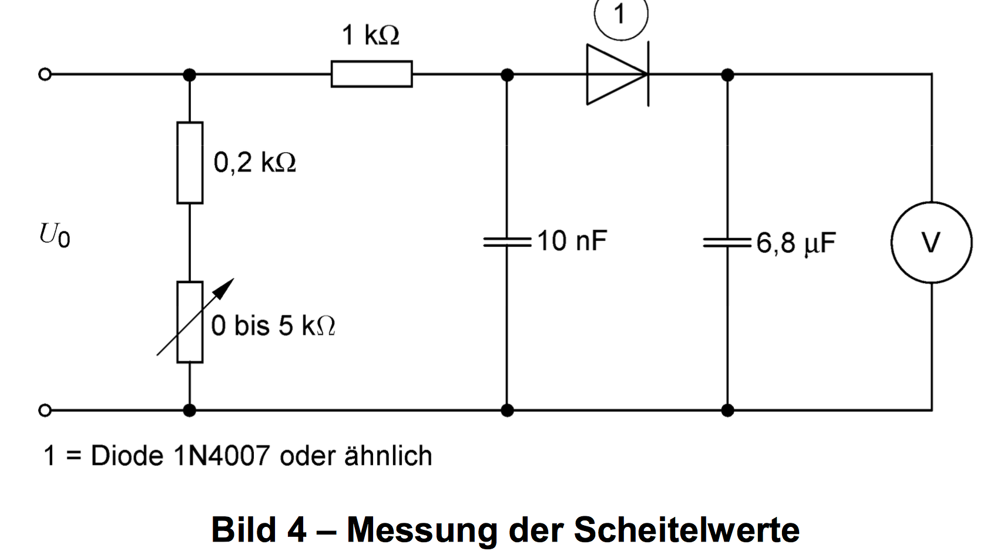 1
1 kΩ
0,2 kΩ
U0
10 nF
6,8 µF
V
0 bis 5 kΩ
1 = Diode 1N4007 oder ähnlich
Bild 4 – Messung der Scheitelwerte